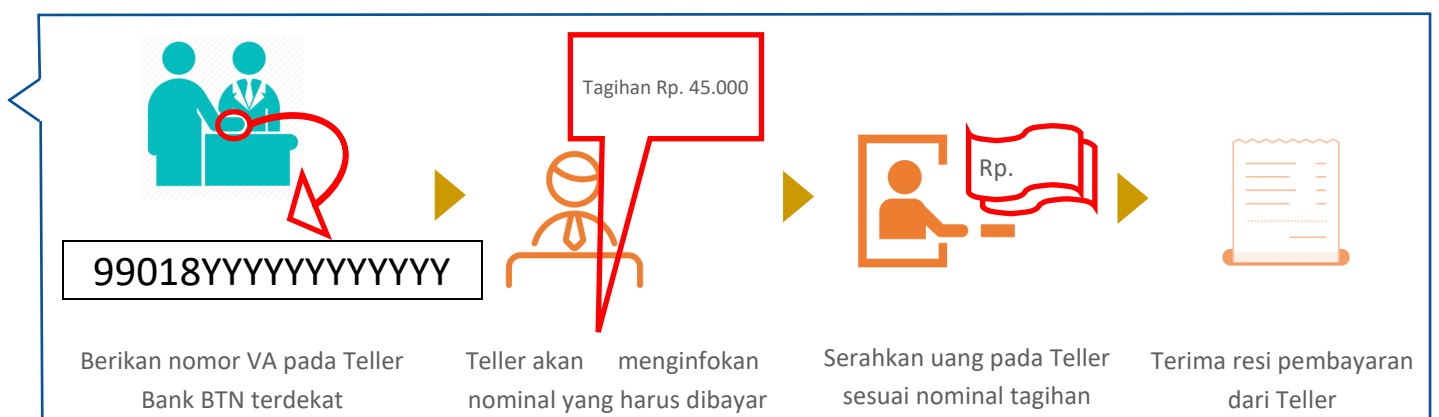 Tagihan Rp. 45.000
Rp.
99018YYYYYYYYYYYYY
Berikan nomor VA pada Teller
Bank BTN terdekat
Teller akan menginfokan
nominal yang harus dibayar
Serahkan uang pada Teller
sesuai nominal tagihan
Terima resi pembayaran
dari Teller